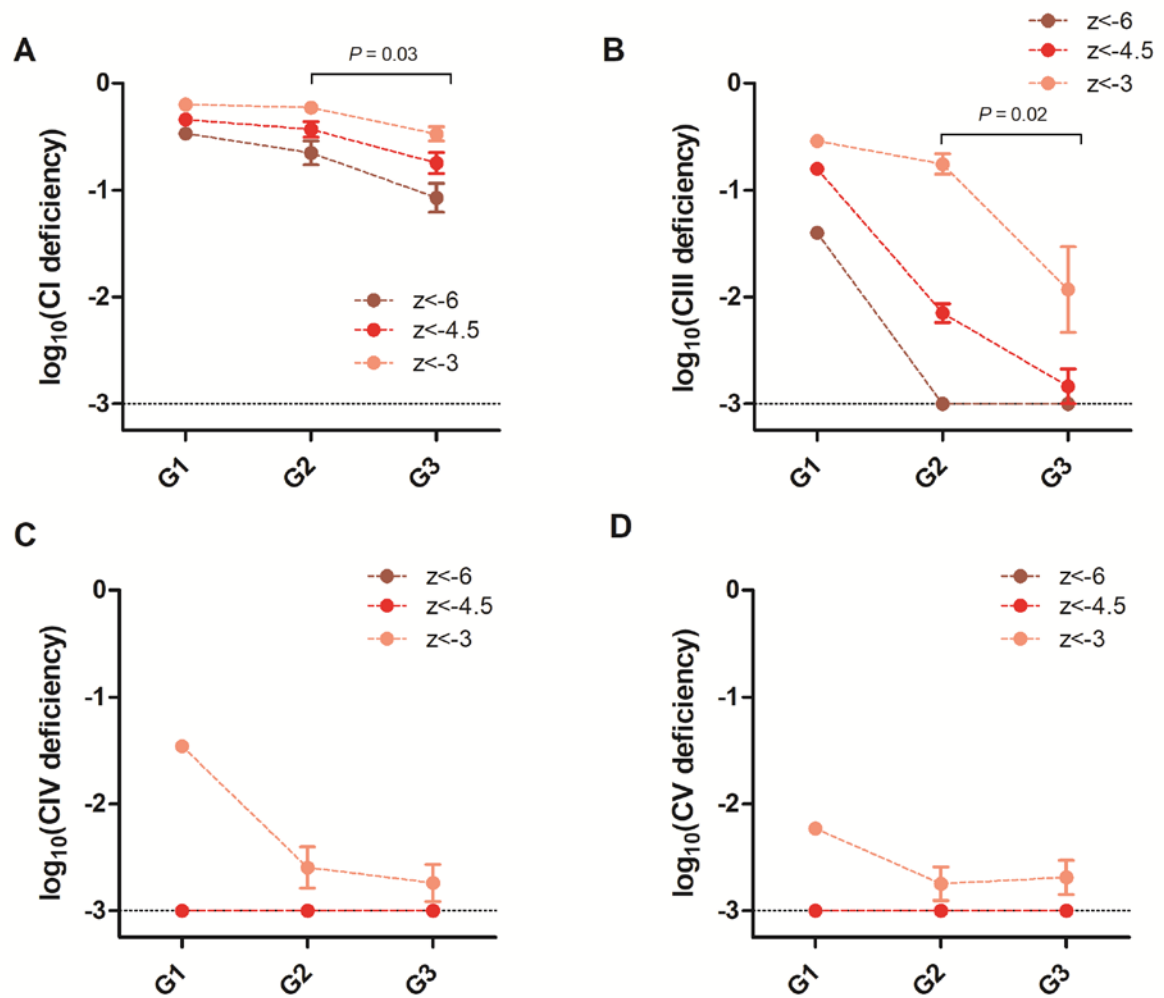 A
P = 0.03
0
-1
-2
-3
log10(CI deficiency)
z<-6
z<-4.5
z<-3
G1
G2
G3
B
z<-6
z<-4.5
z<-3
P = 0.02
0
-1
-2
-3
log10(CIII deficiency)
G1
G2
G3
C
z<-6
z<-4.5
z<-3
0
-1
-2
-3
log10(CIV deficiency)
G1
G2
G3
D
z<-6
z<-4.5
z<-3
0
-1
-2
-3
log10(CV deficiency)
G1
G2
G3